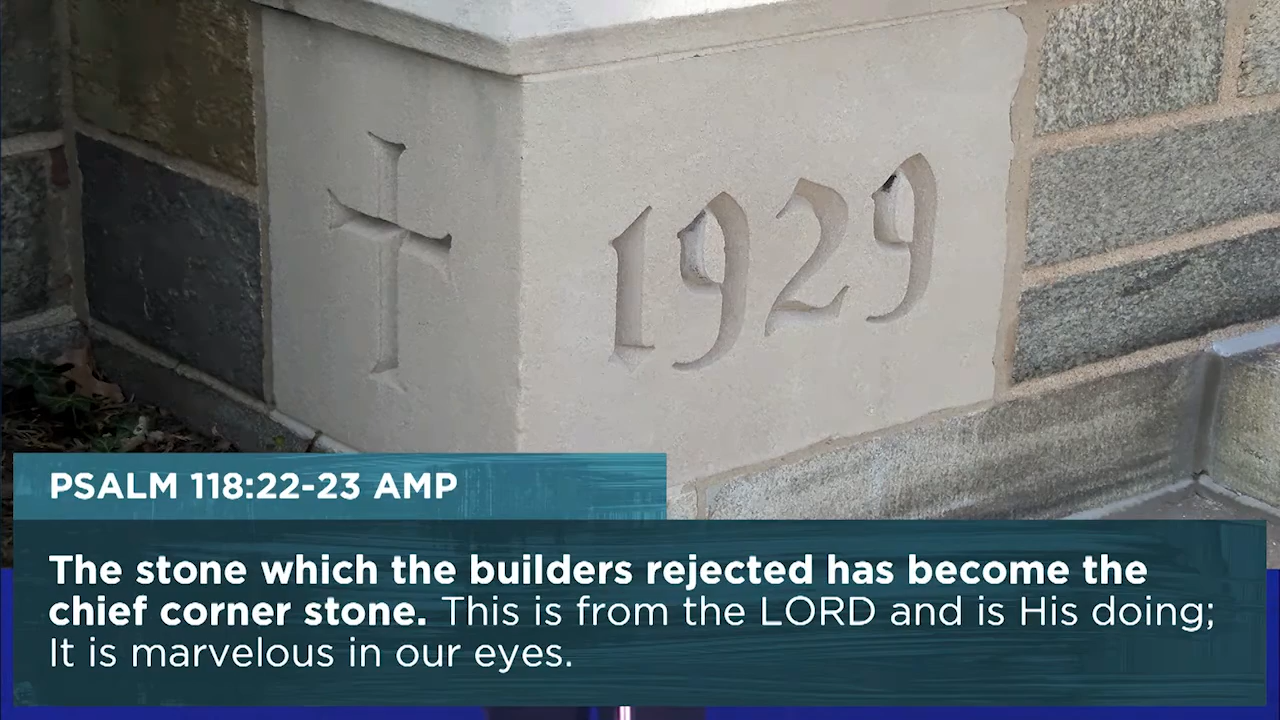 1929
PSALM 118:22-23 AMP
The stone which the builders rejected has become the
chief corner stone. This is from the LORD and is His doing;
It is marvelous in our eyes.